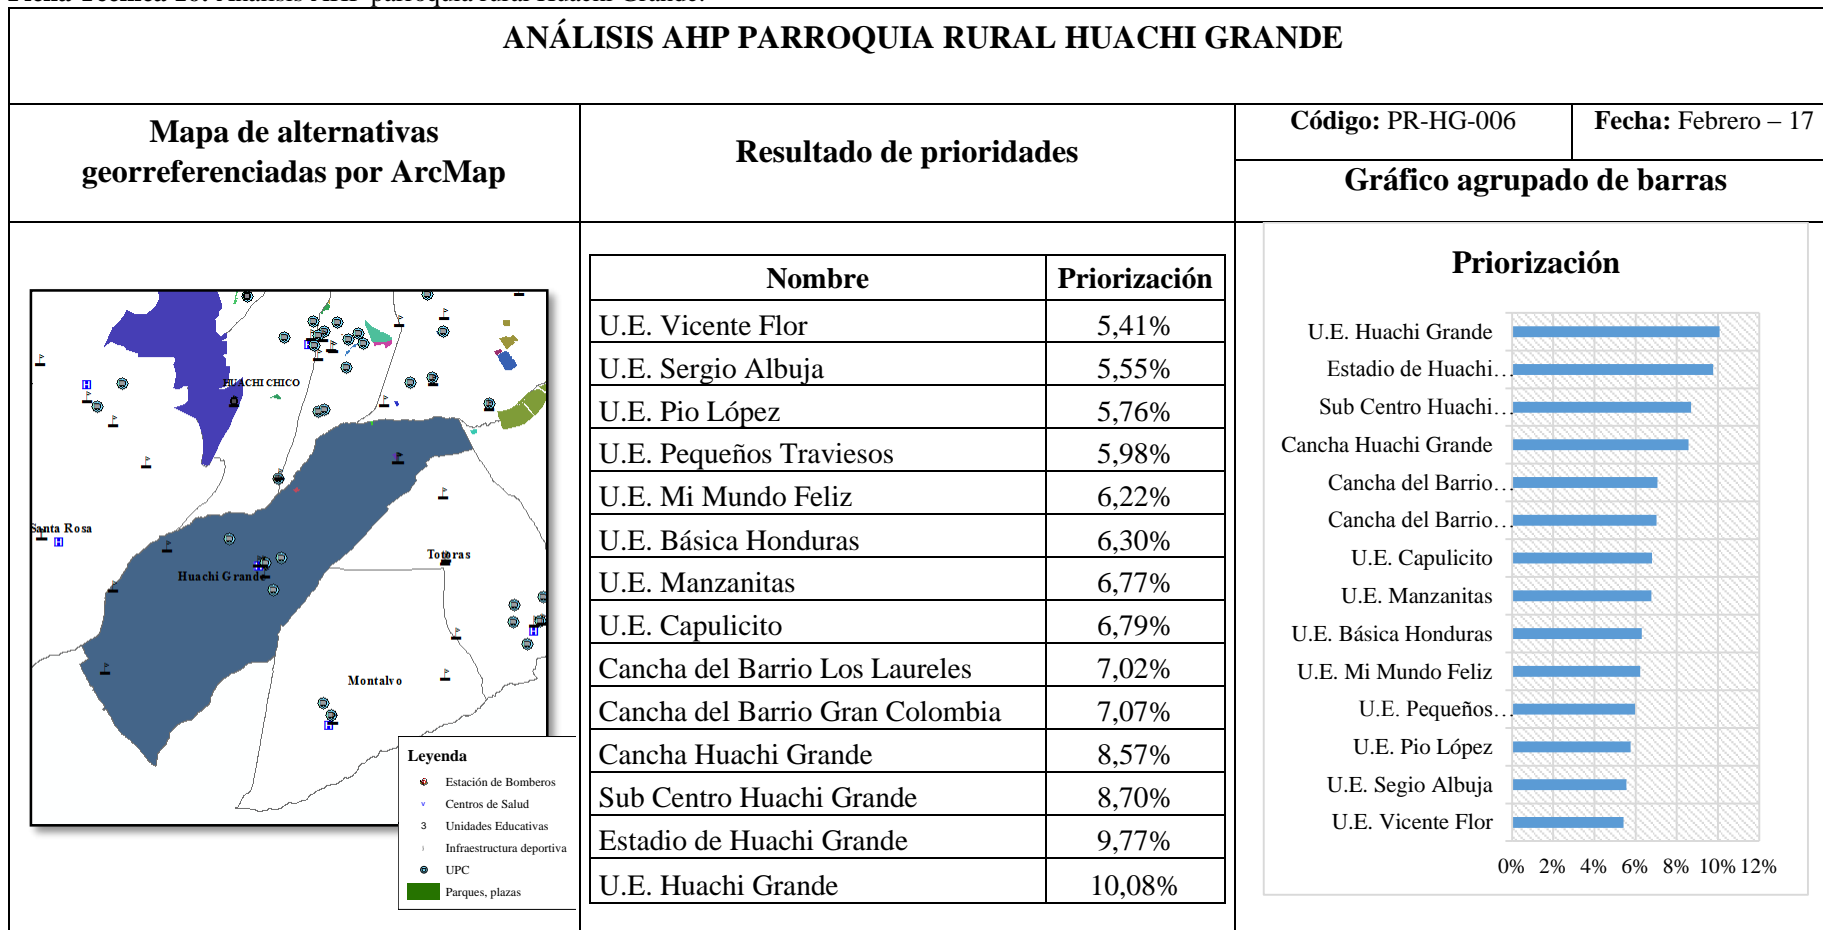 ANÁLISIS AHP PARROQUIA RURAL HUACHI GRANDE
Mapa de alternativas
georreferenciadas por ArcMap
Resultado de prioridades
Código: PR-HG-006
Fecha: Febrero – 17
Gráfico agrupado de barras
HUACHI CHICO
Santa Rosa
Huachi Grande
Totoras
Montalvo
Leyenda
Estación de Bomberos
Centros de Salud
Unidades Educativas
Infraestructura deportiva
UPC
Parques, plazas
Nombre Priorización
U.E. Vicente Flor 5,41%
U.E. Sergio Albuja 5,55%
U.E. Pio López 5,76%
U.E. Pequeños Traviesos 5,98%
U.E. Mi Mundo Feliz 6,22%
U.E. Básica Honduras 6,30%
U.E. Manzanitas 6,77%
U.E. Capulicito 6,79%
Cancha del Barrio Los Laureles 7,02%
Cancha del Barrio Gran Colombia 7,07%
Cancha Huachi Grande 8,57%
Sub Centro Huachi Grande 8,70%
Estadio de Huachi Grande 9,77%
U.E. Huachi Grande 10,08%
Priorización
U.E. Huachi Grande
Estadio de Huachi…
Sub Centro Huachi…
Cancha Huachi Grande
Cancha del Barrio…
Cancha del Barrio…
U.E. Capulicito
U.E. Manzanitas
U.E. Básica Honduras
U.E. Mi Mundo Feliz
U.E. Pequeños…
U.E. Pio López
U.E. Segio Albuja
U.E. Vicente Flor
0% 2% 4% 6% 8% 10% 12%